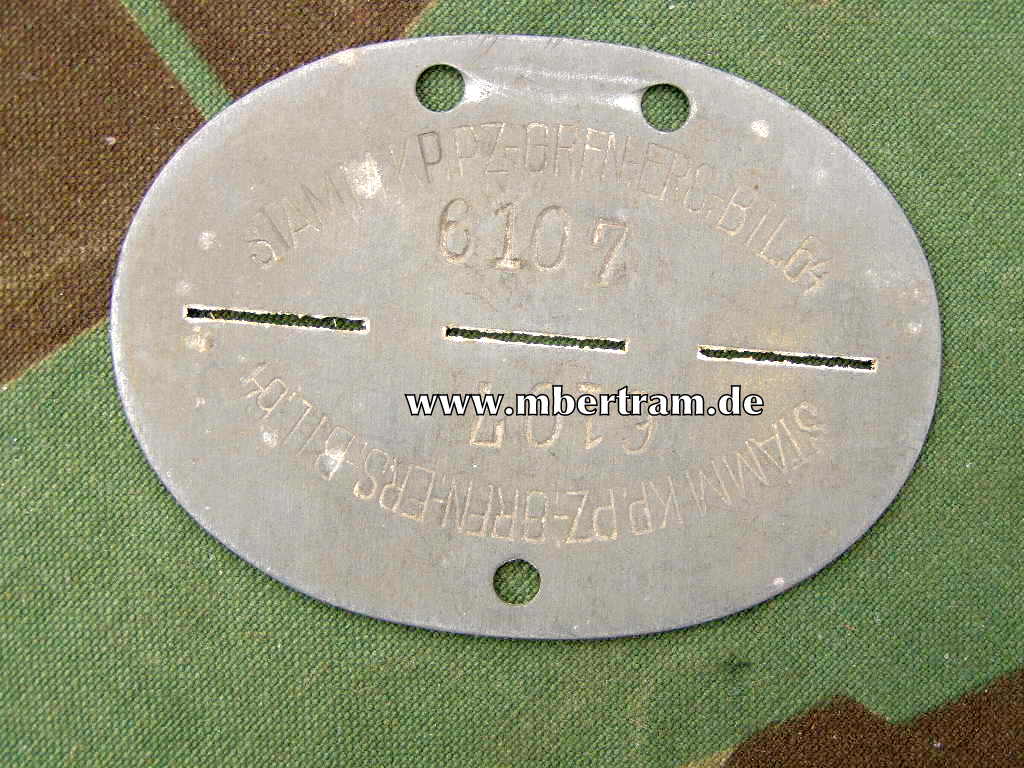 STAMM KP.PZ-GREN-ERS-BTL.64
6107
www.mbertram.de
6107
STAMM KP.PZ-GREN-ERS-BTL.64